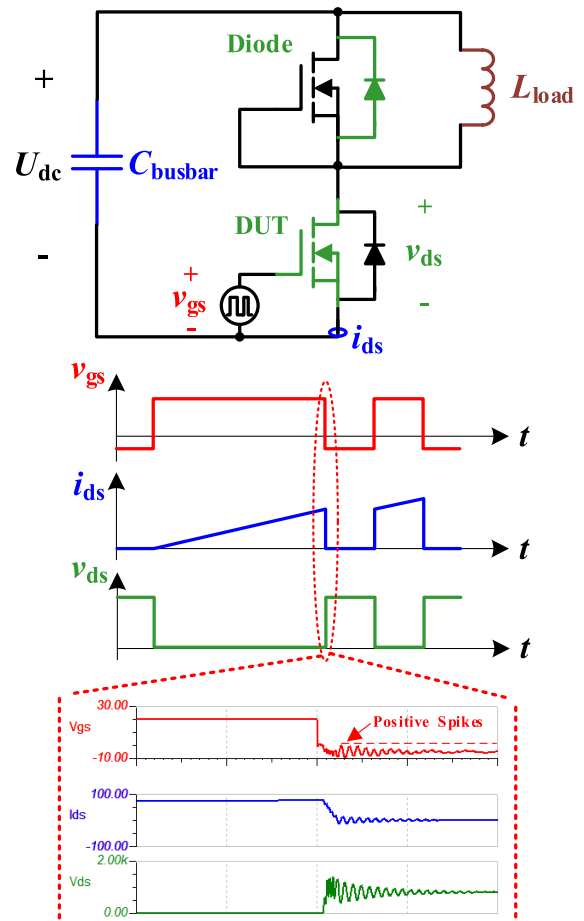 Diode
+
L_load
U_dc
C_busbar
-
DUT
+
v_ds
-
+
v_gs
-
i_ds
v_gs
t
i_ds
t
v_ds
t
30.00
Vgs
Positive Spikes
-10.00
100.00
Ids
-100.00
2.00k
Vds
0.00